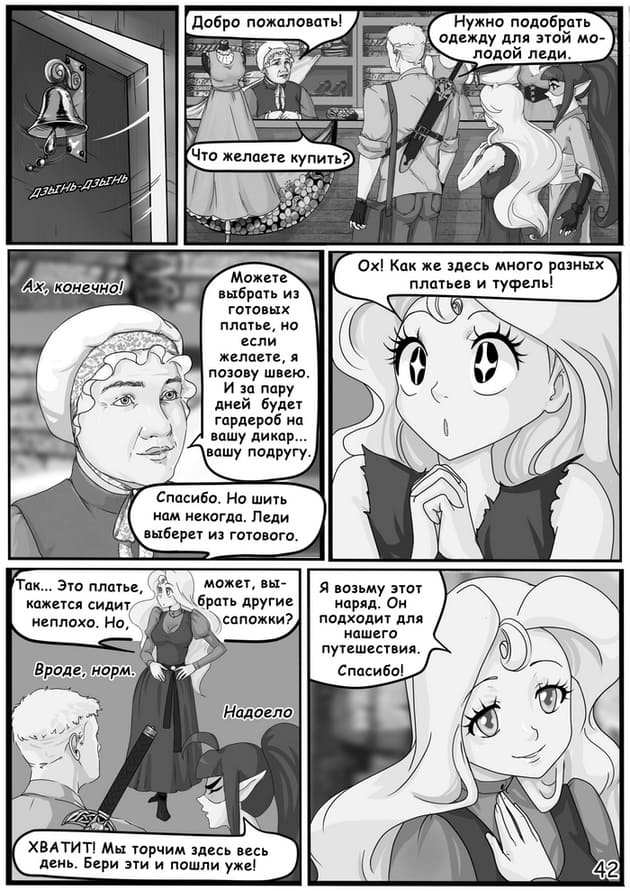 ДЗЫНЬ-ДЗЫНЬ
Добро пожаловать!
Нужно подобрать
одежду для этой мо-
лодой леди.
Что желаете купить?
Ах, конечно!
Можете
выбрать из
готовых
платье, но
если
желаете, я
позову швею.
И за пару
дней будет
гардероб на
вашу дикар...
вашу подругу.
Спасибо. Но шить
нам некогда. Леди
выберет из готового.
Ох! Как же здесь много разных
платьев и туфель!
Так... Это платье,
кажется сидит
неплохо. Но,
может, вы-
брать другие
сапожки?
Вроде, норм.
Надоело
ХВАТИТ! Мы торчим здесь весь
день. Бери эти и пошли уже!
Я возьму этот
наряд. Он
подходит для
нашего
путешествия.
Спасибо!
42